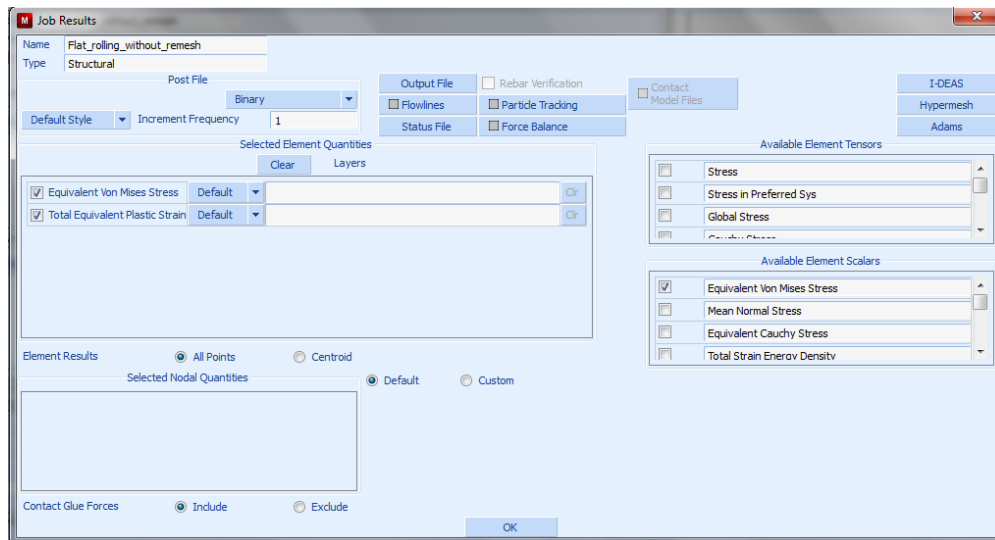 M Job Results
Name Flat_rolling_without_remesh
Type Structural
Post File
Binary
Default Style Increment Frequency 1
Output File Rebar Verification
Flowlines Particle Tracking
Status File Force Balance
Contact
Model Files
I-DEAS
Hypermesh
Adams
Selected Element Quantities
Clear Layers
Equivalent Von Mises Stress Default Clr
Total Equivalent Plastic Strain Default Clr
Available Element Tensors
Stress
Stress in Preferred Sys
Global Stress
Cauchy Stress
Available Element Scalars
Equivalent Von Mises Stress
Mean Normal Stress
Equivalent Cauchy Stress
Total Strain Energy Density
Element Results All Points Centroid
Selected Nodal Quantities
Default Custom
Contact Glue Forces Include Exclude
OK